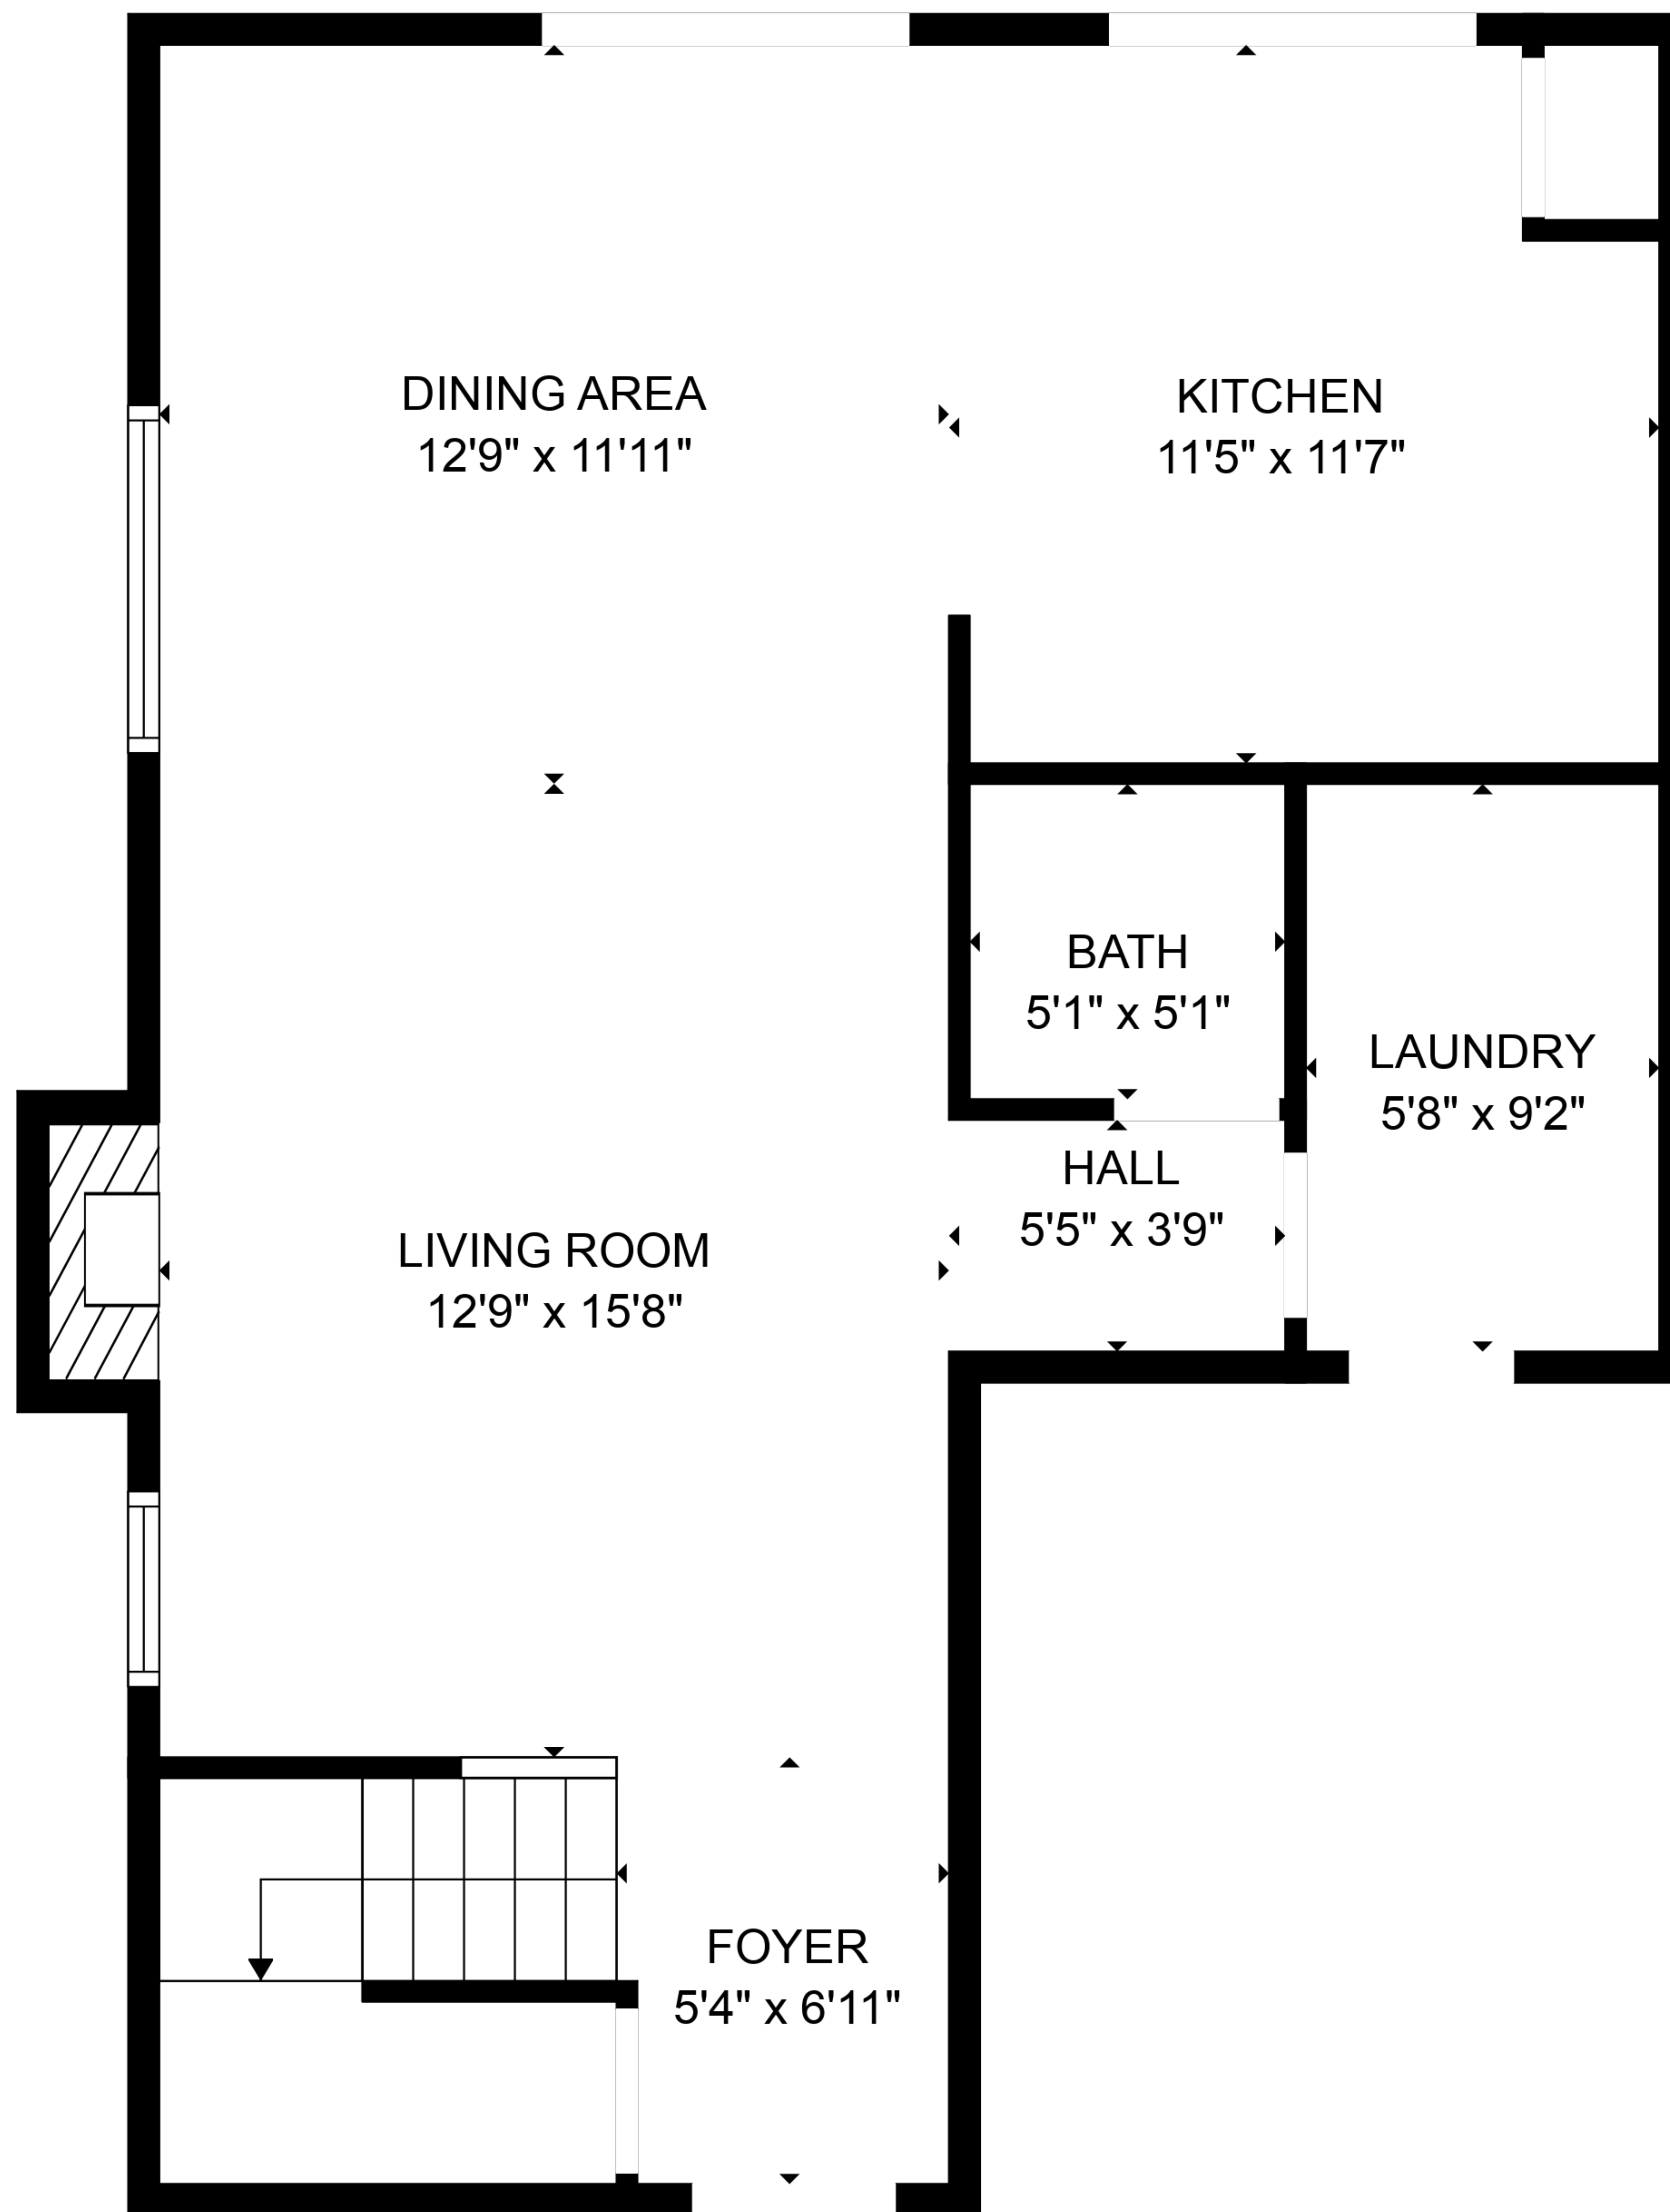 DINING AREA
12'9" x 11'11"
KITCHEN
11'5" x 11'7"
BATH
5'1" x 5'1"
LAUNDRY
5'8" x 9'2"
HALL
5'5" x 3'9"
LIVING ROOM
12'9" x 15'8"
FOYER
5'4" x 6'11"